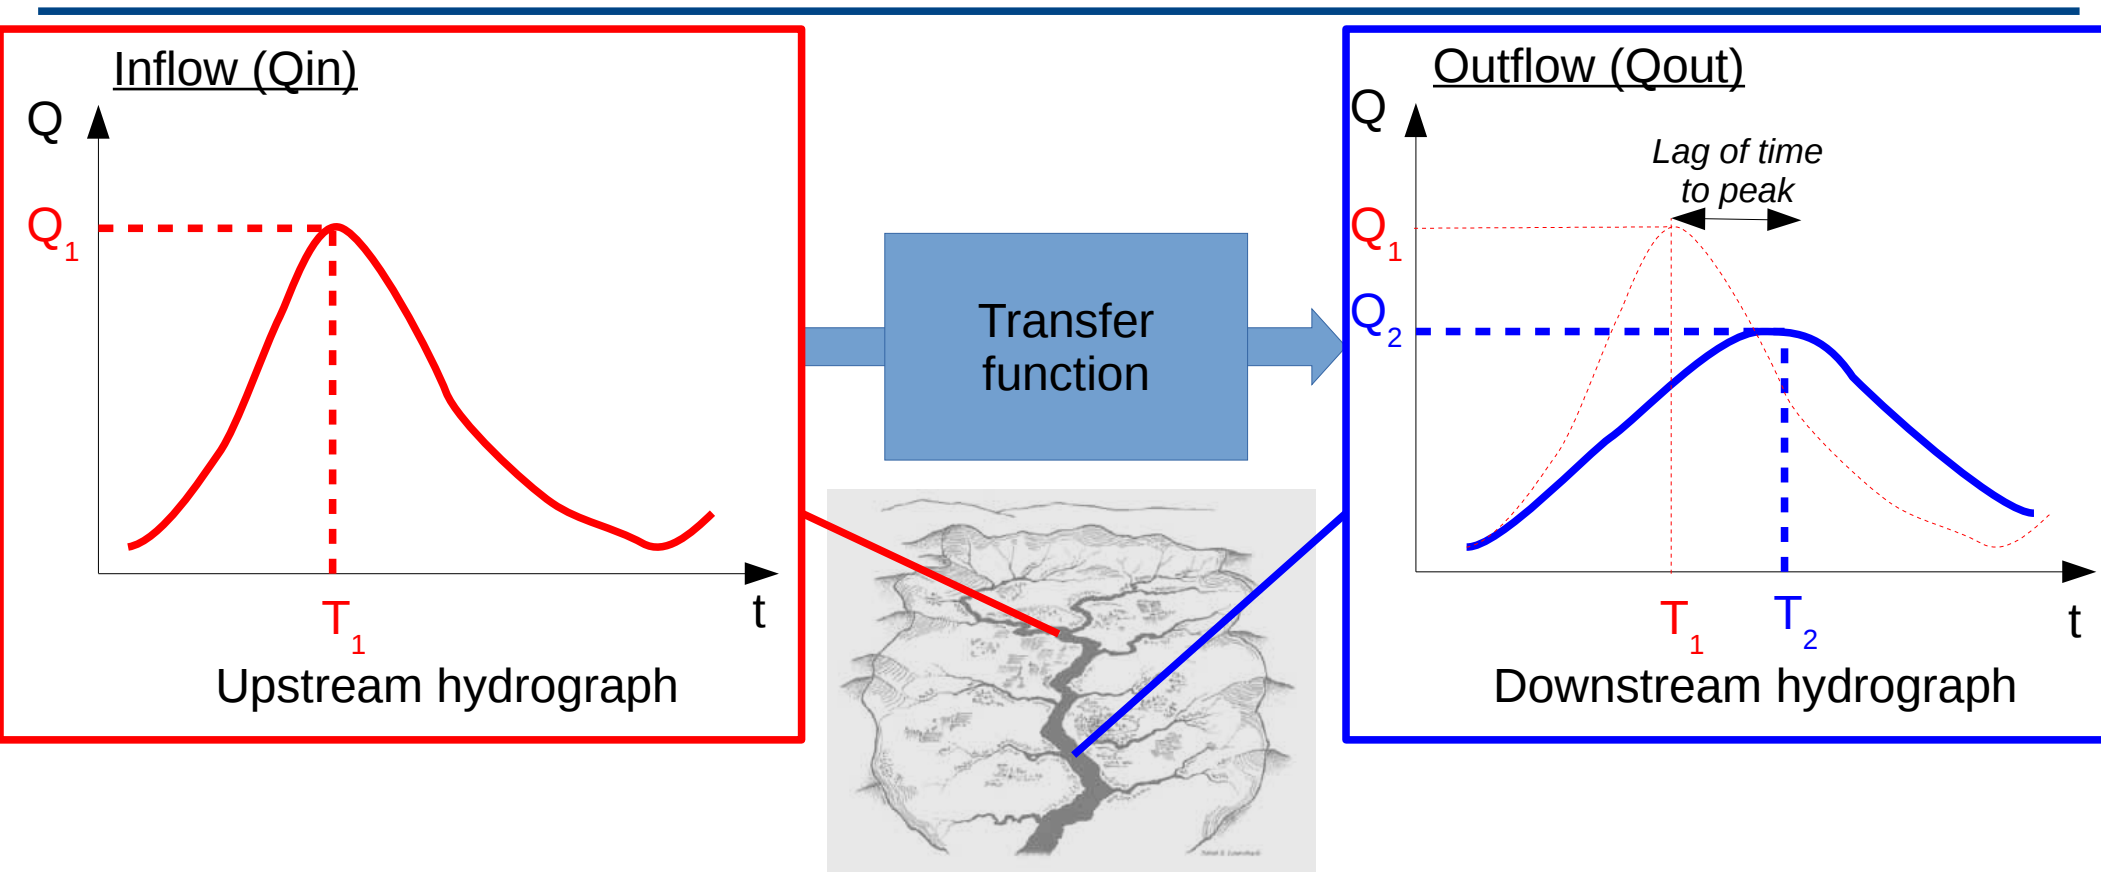 Inflow (Qin)
Q
Q1
T1
t
Upstream hydrograph
Transfer
function
Outflow (Qout)
Q
Lag of time
to peak
Q1
Q2
T1
T2
t
Downstream hydrograph